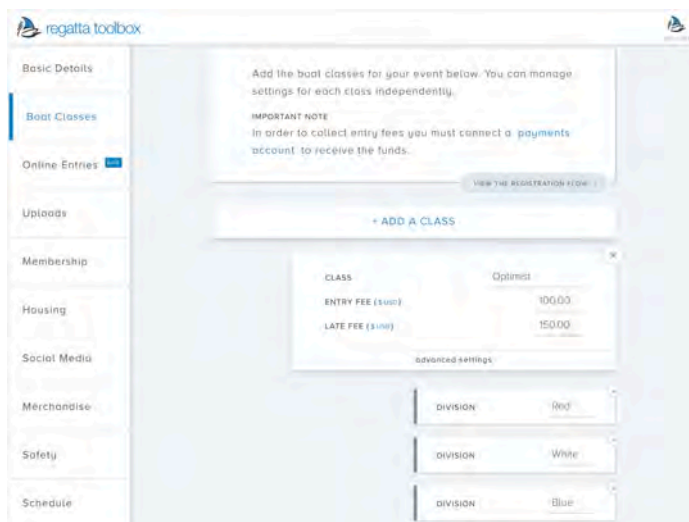 regatta toolbox
Basic Details
Boat Classes
Online Entries
Uploads
Membership
Housing
Social Media
Merchandise
Safety
Schedule
Add the boat classes for your event below. You can manage
settings for each class independently.
IMPORTANT NOTE
In order to collect entry fees you must connect a payments
account to receive the funds.
VIEW THE REGISTRATION FLOW
+ ADD A CLASS
CLASS Optimist
ENTRY FEE ($USD) 100.00
LATE FEE ($USD) 150.00
advanced settings
DIVISION Red
DIVISION White
DIVISION Blue